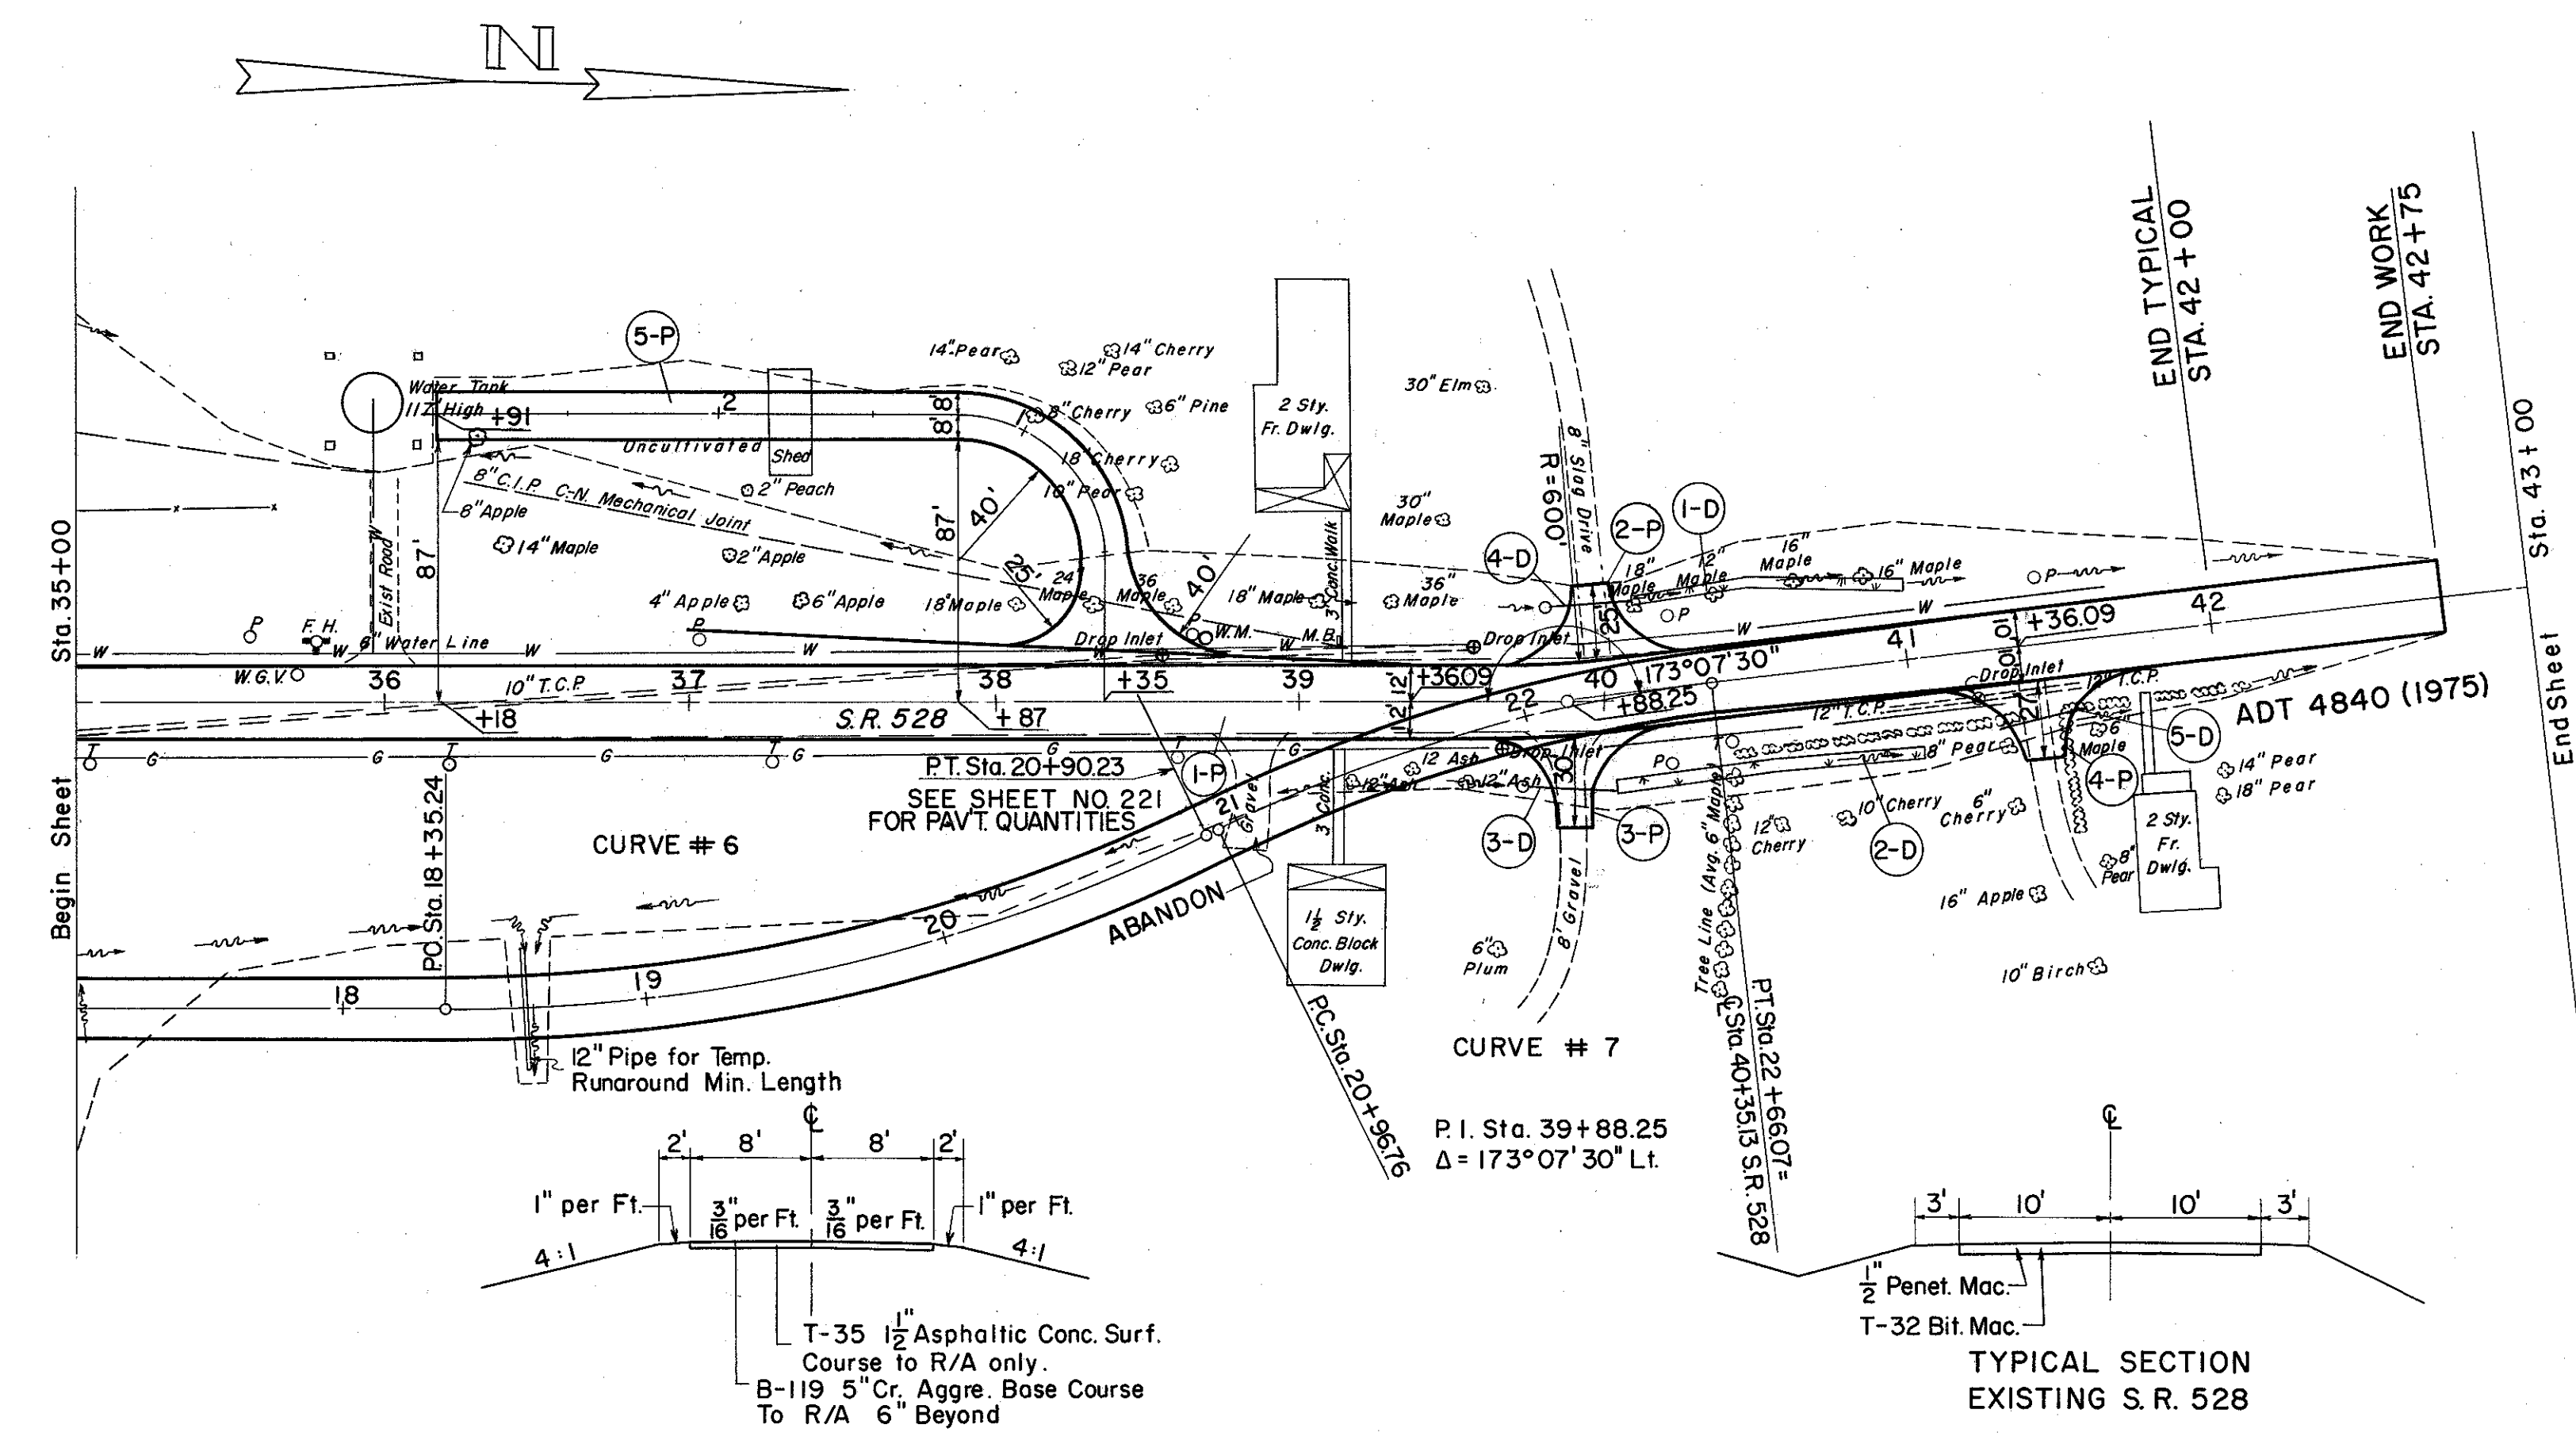 N
END TYPICAL
STA. 42 + 00
END WORK
STA. 42 + 75
Sta. 43 + 00
End Sheet
Sta. 35+00
Begin Sheet
5-P
Water Tank
117' High
+91
2
8'
8'
1
14" Pear
14" Cherry
12" Pear
8" Cherry
6" Pine
18" Cherry
10" Pear
Uncultivated
Shed
2" Peach
8" C.I.P. C-N. Mechanical Joint
8" Apple
14" Maple
2" Apple
4" Apple
6" Apple
18" Maple
24" Maple
36" Maple
40'
25'
40'
87'
87'
Exist Road
W
2 Sty.
Fr. Dwlg.
3' Conc. Walk
18" Maple
30" Elm
30"
Maple
36"
Maple
R=600'
8" Slag Drive
4-D
2-P
1-D
18"
Maple
12"
Maple
16"
Maple
16" Maple
25'
P
P
P
F. H.
6" Water Line
W
W
W
W
W
W
W
W.G.V.
P
P
W.M.
M.B.
Drop Inlet
Drop Inlet
36
37
38
+35
39
12'
12'
+36.09
40
173°07'30"
+88.25
22
41
10'
10'
+36.09
42
10" T.C.P.
+18
S.R. 528
+ 87
Drop Inlet
12" T.C.P.
12" T.C.P.
27'
ADT 4840 (1975)
T
T
T
T
T
G
G
G
G
G
G
P.T. Sta. 20+90.23
SEE SHEET NO. 221
FOR PAV'T. QUANTITIES
1-P
21
Gravel
3' Conc.
12" Ash
12 Ash
12" Ash
Drop Inlet
30'
3-D
3-P
P
8" Pear
6"
Maple
5-D
4-P
14" Pear
18" Pear
10" Cherry
6"
Cherry
12"
Cherry
2-D
2 Sty.
Fr.
Dwlg.
8"
Pear
16" Apple
10" Birch
Tree Line (Avg. 6" Maple)
P.O. Sta. 18+35.24
CURVE # 6
18
19
20
ABANDON
1½ Sty.
Conc. Block
Dwlg.
6"
Plum
8' Gravel
12" Pipe for Temp.
Runaround Min. Length
P.C. Sta. 20+96.76
P.T. Sta. 22+66.07=
℄ Sta. 40+35.13 S.R. 528
CURVE # 7
P. I. Sta. 39+88.25
Δ = 173°07'30" Lt.
℄
2'
8'
8'
2'
1" per Ft.
3/16" per Ft.
3/16" per Ft.
1" per Ft.
4:1
4:1
T-35 1½" Asphaltic Conc. Surf.
Course to R/A only.
B-119 5" Cr. Aggre. Base Course
To R/A 6" Beyond
℄
3'
10'
10'
3'
½" Penet. Mac.
T-32 Bit. Mac.
TYPICAL SECTION
EXISTING S. R. 528